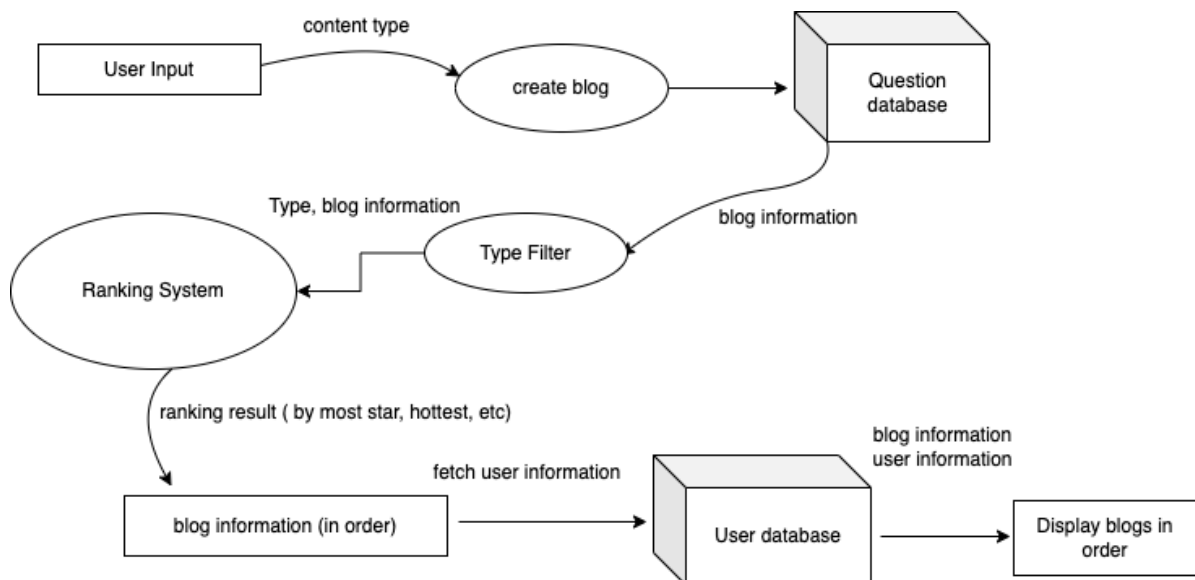 content type
User Input
create blog
Question
database
blog information
Type, blog information
Type Filter
Ranking System
ranking result ( by most star, hottest, etc)
blog information
user information
fetch user information
blog information (in order)
User database
Display blogs in
order